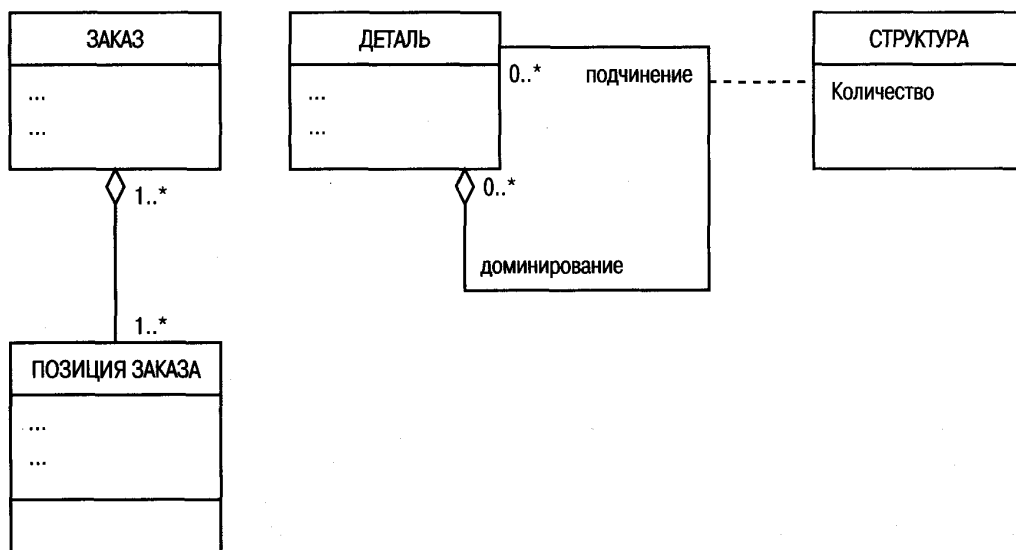 ЗАКАЗ
...
...
1..*
1..*
ПОЗИЦИЯ ЗАКАЗА
...
...
ДЕТАЛЬ
...
...
0..* подчинение
0..*
доминирование
СТРУКТУРА
Количество